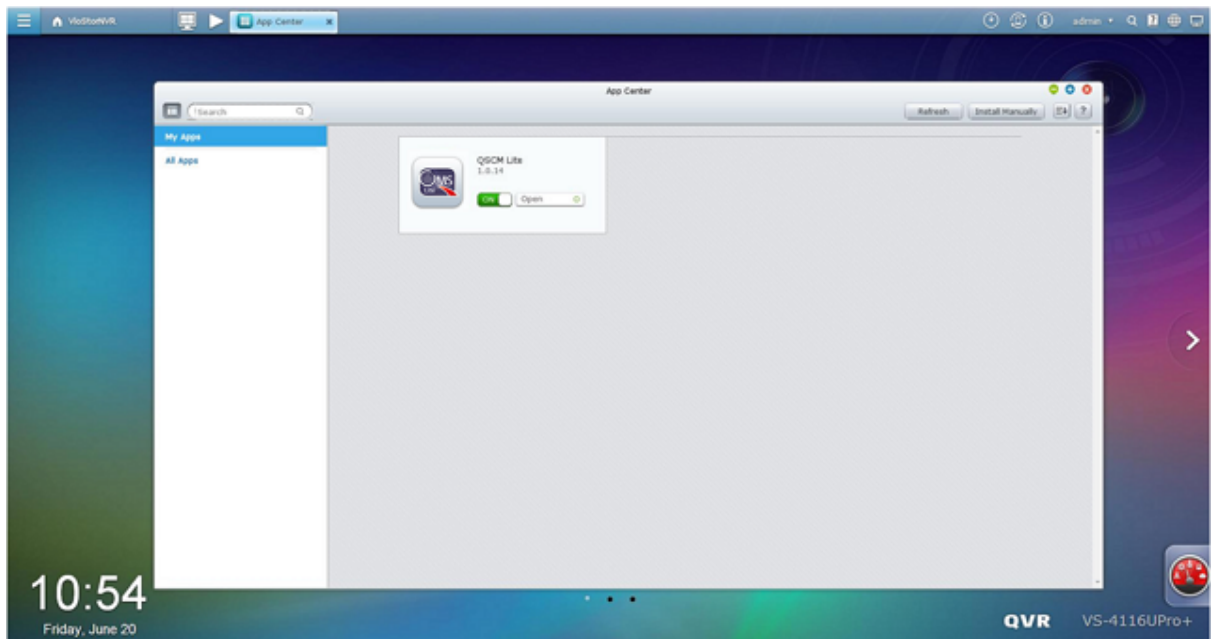 VioStorNVR
App Center
admin
App Center
Search
Refresh
Install Manually
My Apps
All Apps
QSCM Lite
1.0.14
ON
Open
10:54
Friday, June 20
QVR VS-4116UPro+